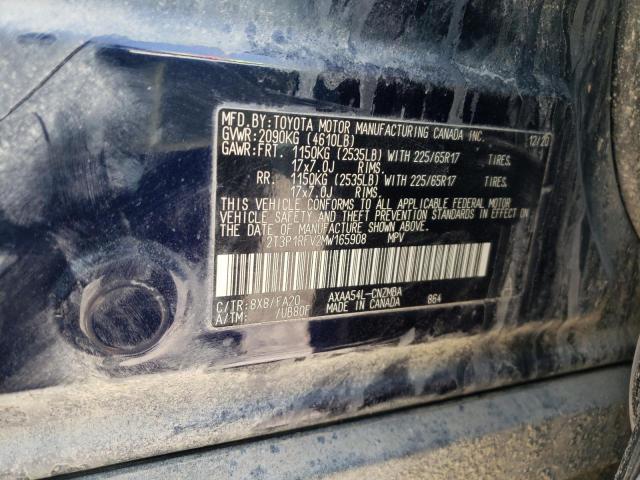 MFD.BY:TOYOTA MOTOR MANUFACTURING CANADA INC. 12/20
GVWR:2090KG (4610LB)
GAWR:FRT. 1150KG (2535LB) WITH 225/65R17 TIRES.
17x7.0J RIMS.
RR. 1150KG (2535LB) WITH 225/65R17 TIRES.
17x7.0J RIMS.
THIS VEHICLE CONFORMS TO ALL APPLICABLE FEDERAL MOTOR
VEHICLE SAFETY AND THEFT PREVENTION STANDARDS IN EFFECT ON
THE DATE OF MANUFACTURE SHOWN ABOVE.
2T3P1RFV2MW165908 MPV
C/TR:8X8/FA20 AXAA54L-CNZMBA 864
A/TM: /UB80F MADE IN CANADA